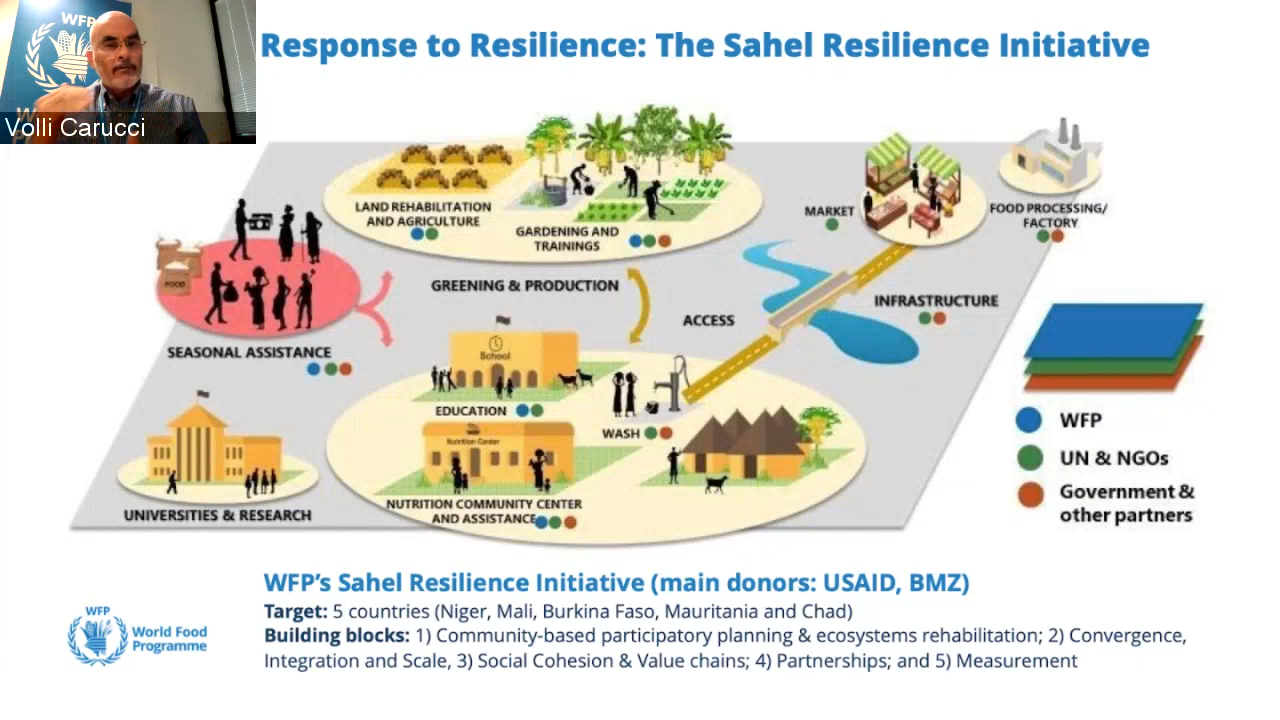 WFP
Volli Carucci
Response to Resilience: The Sahel Resilience Initiative
LAND REHABILITATION
AND AGRICULTURE
GARDENING AND
TRAININGS
MARKET
FOOD PROCESSING/
FACTORY
FOOD
GREENING & PRODUCTION
ACCESS
INFRASTRUCTURE
SEASONAL ASSISTANCE
School
EDUCATION
WASH
Nutrition Center
NUTRITION COMMUNITY CENTER
AND ASSISTANCE
UNIVERSITIES & RESEARCH
WFP
UN & NGOs
Government &
other partners
WFP’s Sahel Resilience Initiative (main donors: USAID, BMZ)
Target: 5 countries (Niger, Mali, Burkina Faso, Mauritania and Chad)
Building blocks: 1) Community-based participatory planning & ecosystems rehabilitation; 2) Convergence,
Integration and Scale, 3) Social Cohesion & Value chains; 4) Partnerships; and 5) Measurement
WFP
World Food
Programme